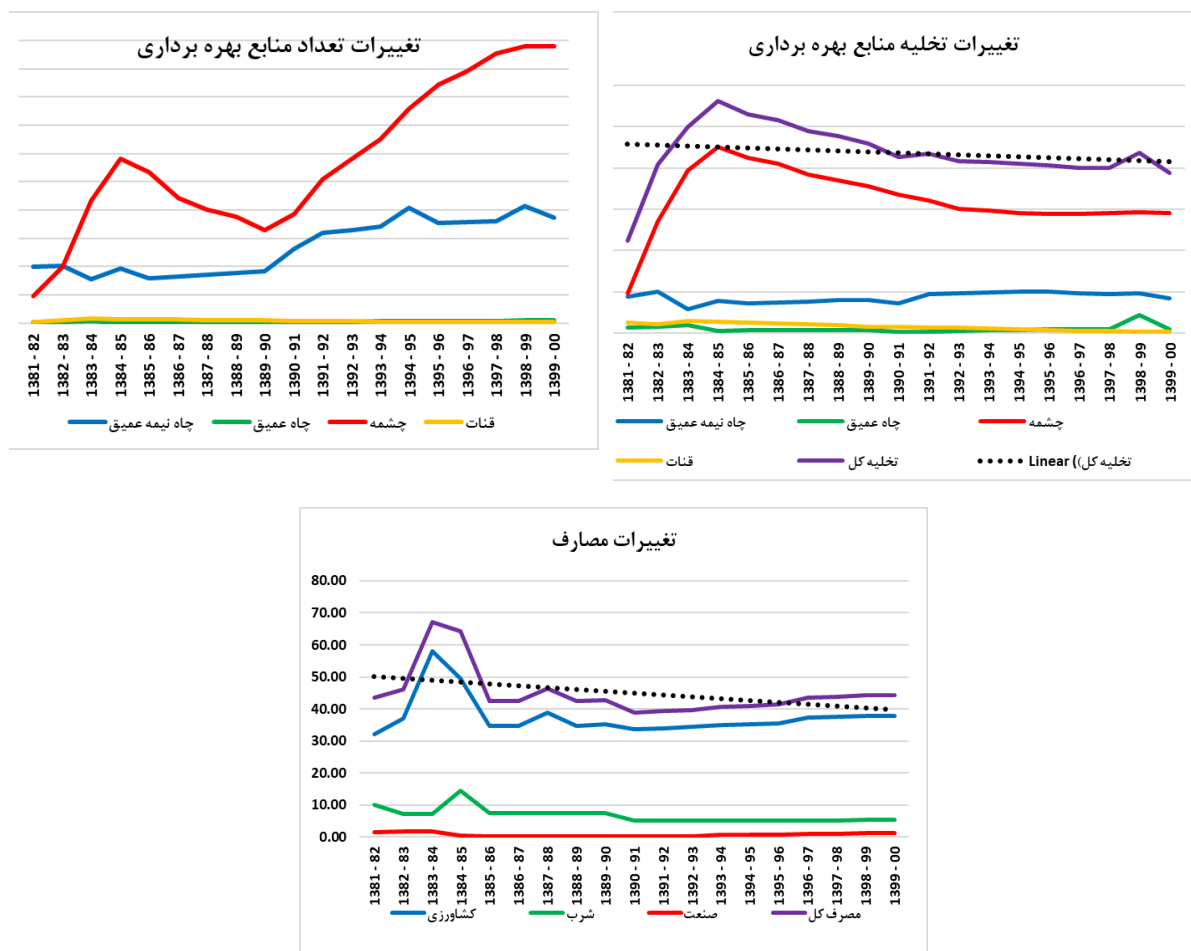 تغییرات تعداد منابع بهره برداری
1381 - 82
1382 - 83
1383 - 84
1384 - 85
1385 - 86
1386 - 87
1387 - 88
1388 - 89
1389 - 90
1390 - 91
1391 - 92
1392 - 93
1393 - 94
1394 - 95
1395 - 96
1396 - 97
1397 - 98
1398 - 99
1399 - 00
چاه نیمه عمیق
چاه عمیق
چشمه
قنات
تغییرات تخلیه منابع بهره برداری
1381 - 82
1382 - 83
1383 - 84
1384 - 85
1385 - 86
1386 - 87
1387 - 88
1388 - 89
1389 - 90
1390 - 91
1391 - 92
1392 - 93
1393 - 94
1394 - 95
1395 - 96
1396 - 97
1397 - 98
1398 - 99
1399 - 00
چاه نیمه عمیق
چاه عمیق
چشمه
قنات
تخلیه کل
Linear (تخلیه کل)
تغییرات مصارف
80.00
70.00
60.00
50.00
40.00
30.00
20.00
10.00
0.00
1381 - 82
1382 - 83
1383 - 84
1384 - 85
1385 - 86
1386 - 87
1387 - 88
1388 - 89
1389 - 90
1390 - 91
1391 - 92
1392 - 93
1393 - 94
1394 - 95
1395 - 96
1396 - 97
1397 - 98
1398 - 99
1399 - 00
کشاورزی
شرب
صنعت
مصرف کل